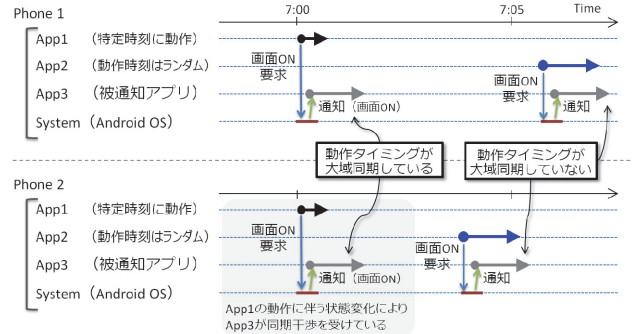 Phone 1
7:00
7:05
Time
App1 （特定時刻に動作）
App2 （動作時刻はランダム）
画面ON
要求
画面ON
要求
App3 （被通知アプリ）
通知（画面ON）
通知
System（Android OS）
動作タイミングが
大域同期している
動作タイミングが
大域同期していない
Phone 2
App1 （特定時刻に動作）
App2 （動作時刻はランダム）
画面ON
要求
画面ON
要求
App3 （被通知アプリ）
通知（画面ON）
通知
System（Android OS）
App1の動作に伴う状態変化により
App3が同期干渉を受けている